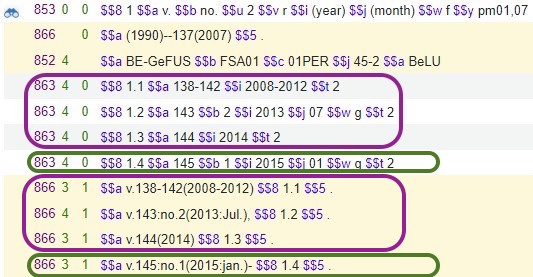 853 0 0 $$8 1 $$a v. $$b no. $$u 2 $$v r $$i (year) $$j (month) $$w f $$y pm01,07
866 0 $$a (1990)--137(2007) $$5 .
852 4 $$a BE-GeFUS $$b FSA01 $$c 01PER $$j 45-2 $$a BeLU
863 4 0 $$8 1.1 $$a 138-142 $$i 2008-2012 $$t 2
863 4 0 $$8 1.2 $$a 143 $$b 2 $$i 2013 $$j 07 $$w g $$t 2
863 4 0 $$8 1.3 $$a 144 $$i 2014 $$t 2
863 4 0 $$8 1.4 $$a 145 $$b 1 $$i 2015 $$j 01 $$w g $$t 2
866 3 1 $$a v.138-142(2008-2012) $$8 1.1 $$5 .
866 4 1 $$a v.143:no.2(2013:Jul.), $$8 1.2 $$5 .
866 3 1 $$a v.144(2014) $$8 1.3 $$5 .
866 3 1 $$a v.145:no.1(2015:jan.)- $$8 1.4 $$5 .